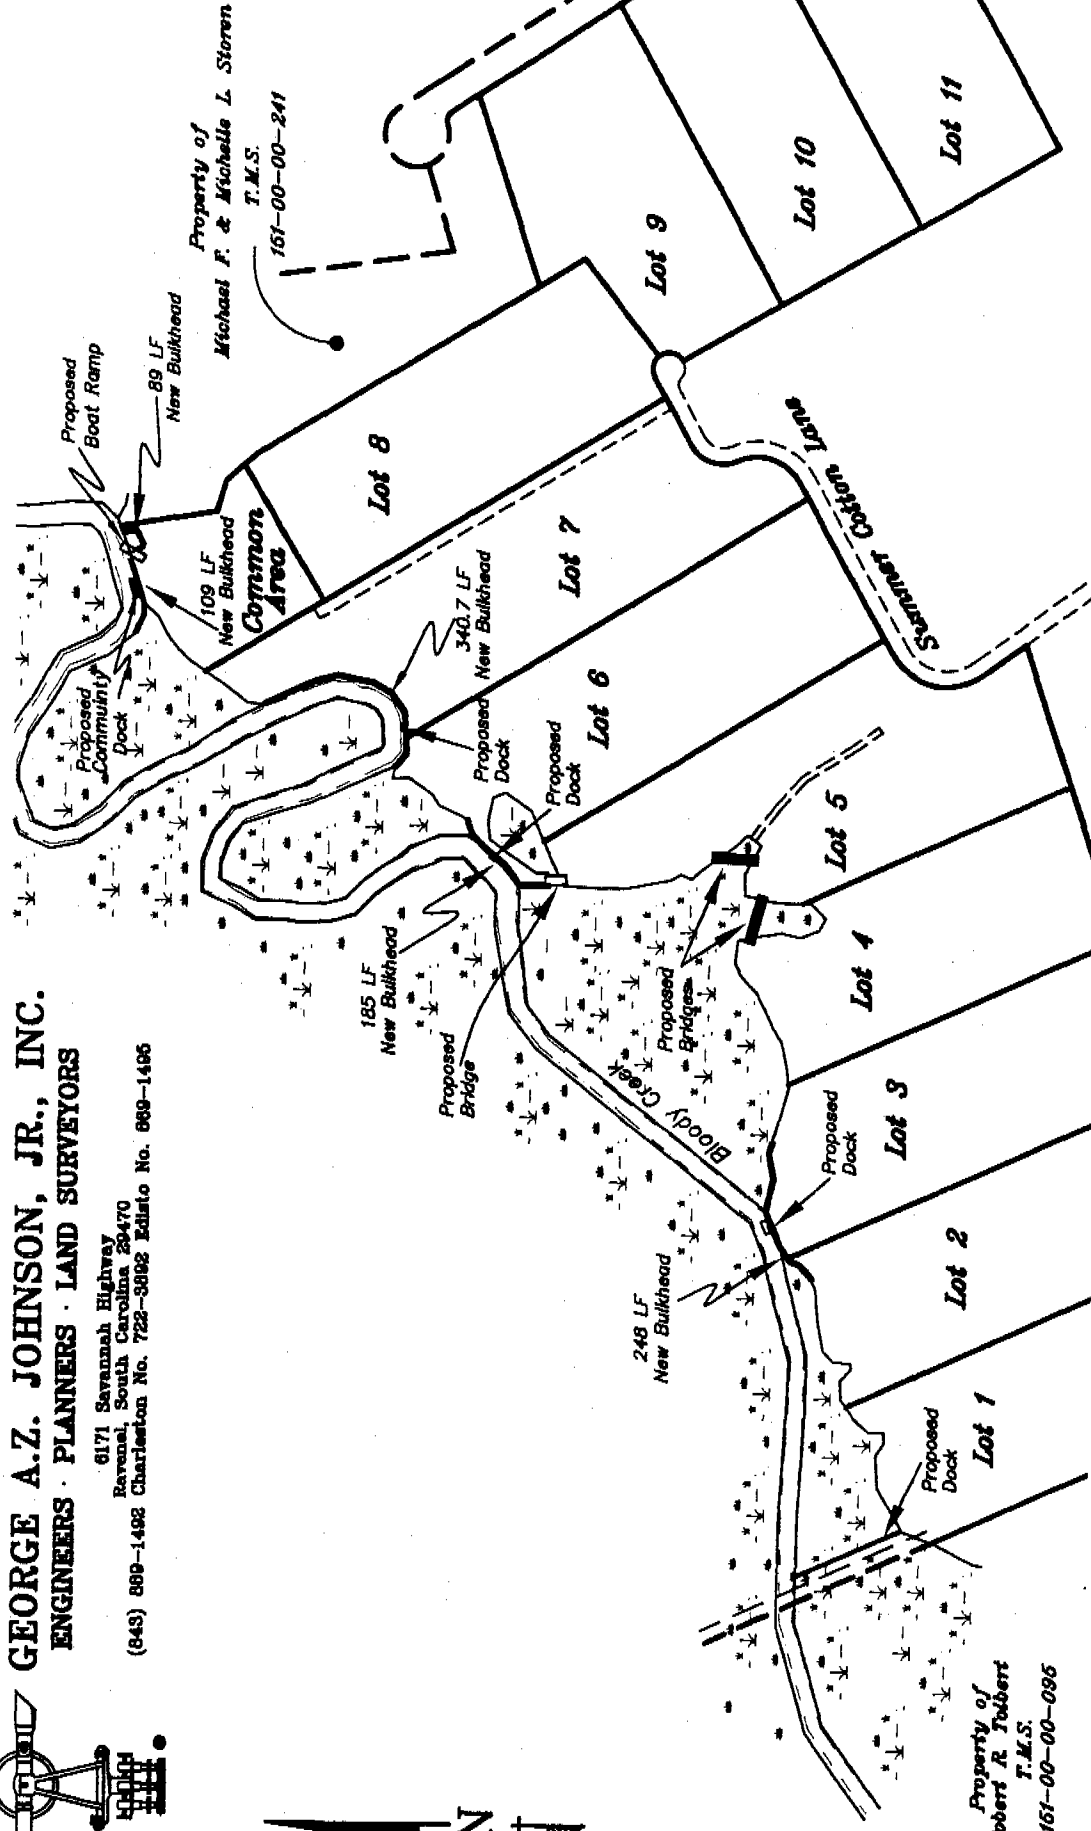 GEORGE A.Z. JOHNSON, JR., INC.
ENGINEERS · PLANNERS · LAND SURVEYORS
6171 Savannah Highway
Ravenel, South Carolina 29470
(843) 889-1492 Charleston No. 722-3892 Edisto No. 869-1495
N
Property of
Michael F. & Michelle L. Storen
T.M.S.
161-00-00-241
Proposed
Boat Ramp
89 LF
New Bulkhead
109 LF
New Bulkhead
Common
Area
Proposed
Community
Dock
340.7 LF
New Bulkhead
Proposed
Dock
Proposed
Dock
185 LF
New Bulkhead
Proposed
Bridge
Proposed
Bridges
Bloody Creek
Proposed
Dock
248 LF
New Bulkhead
Proposed
Dock
Lot 1
Lot 2
Lot 3
Lot 4
Lot 5
Lot 6
Lot 7
Lot 8
Lot 9
Lot 10
Lot 11
Summer Cotton Lane
Property of
obert R. Tolbert
T.M.S.
161-00-00-095